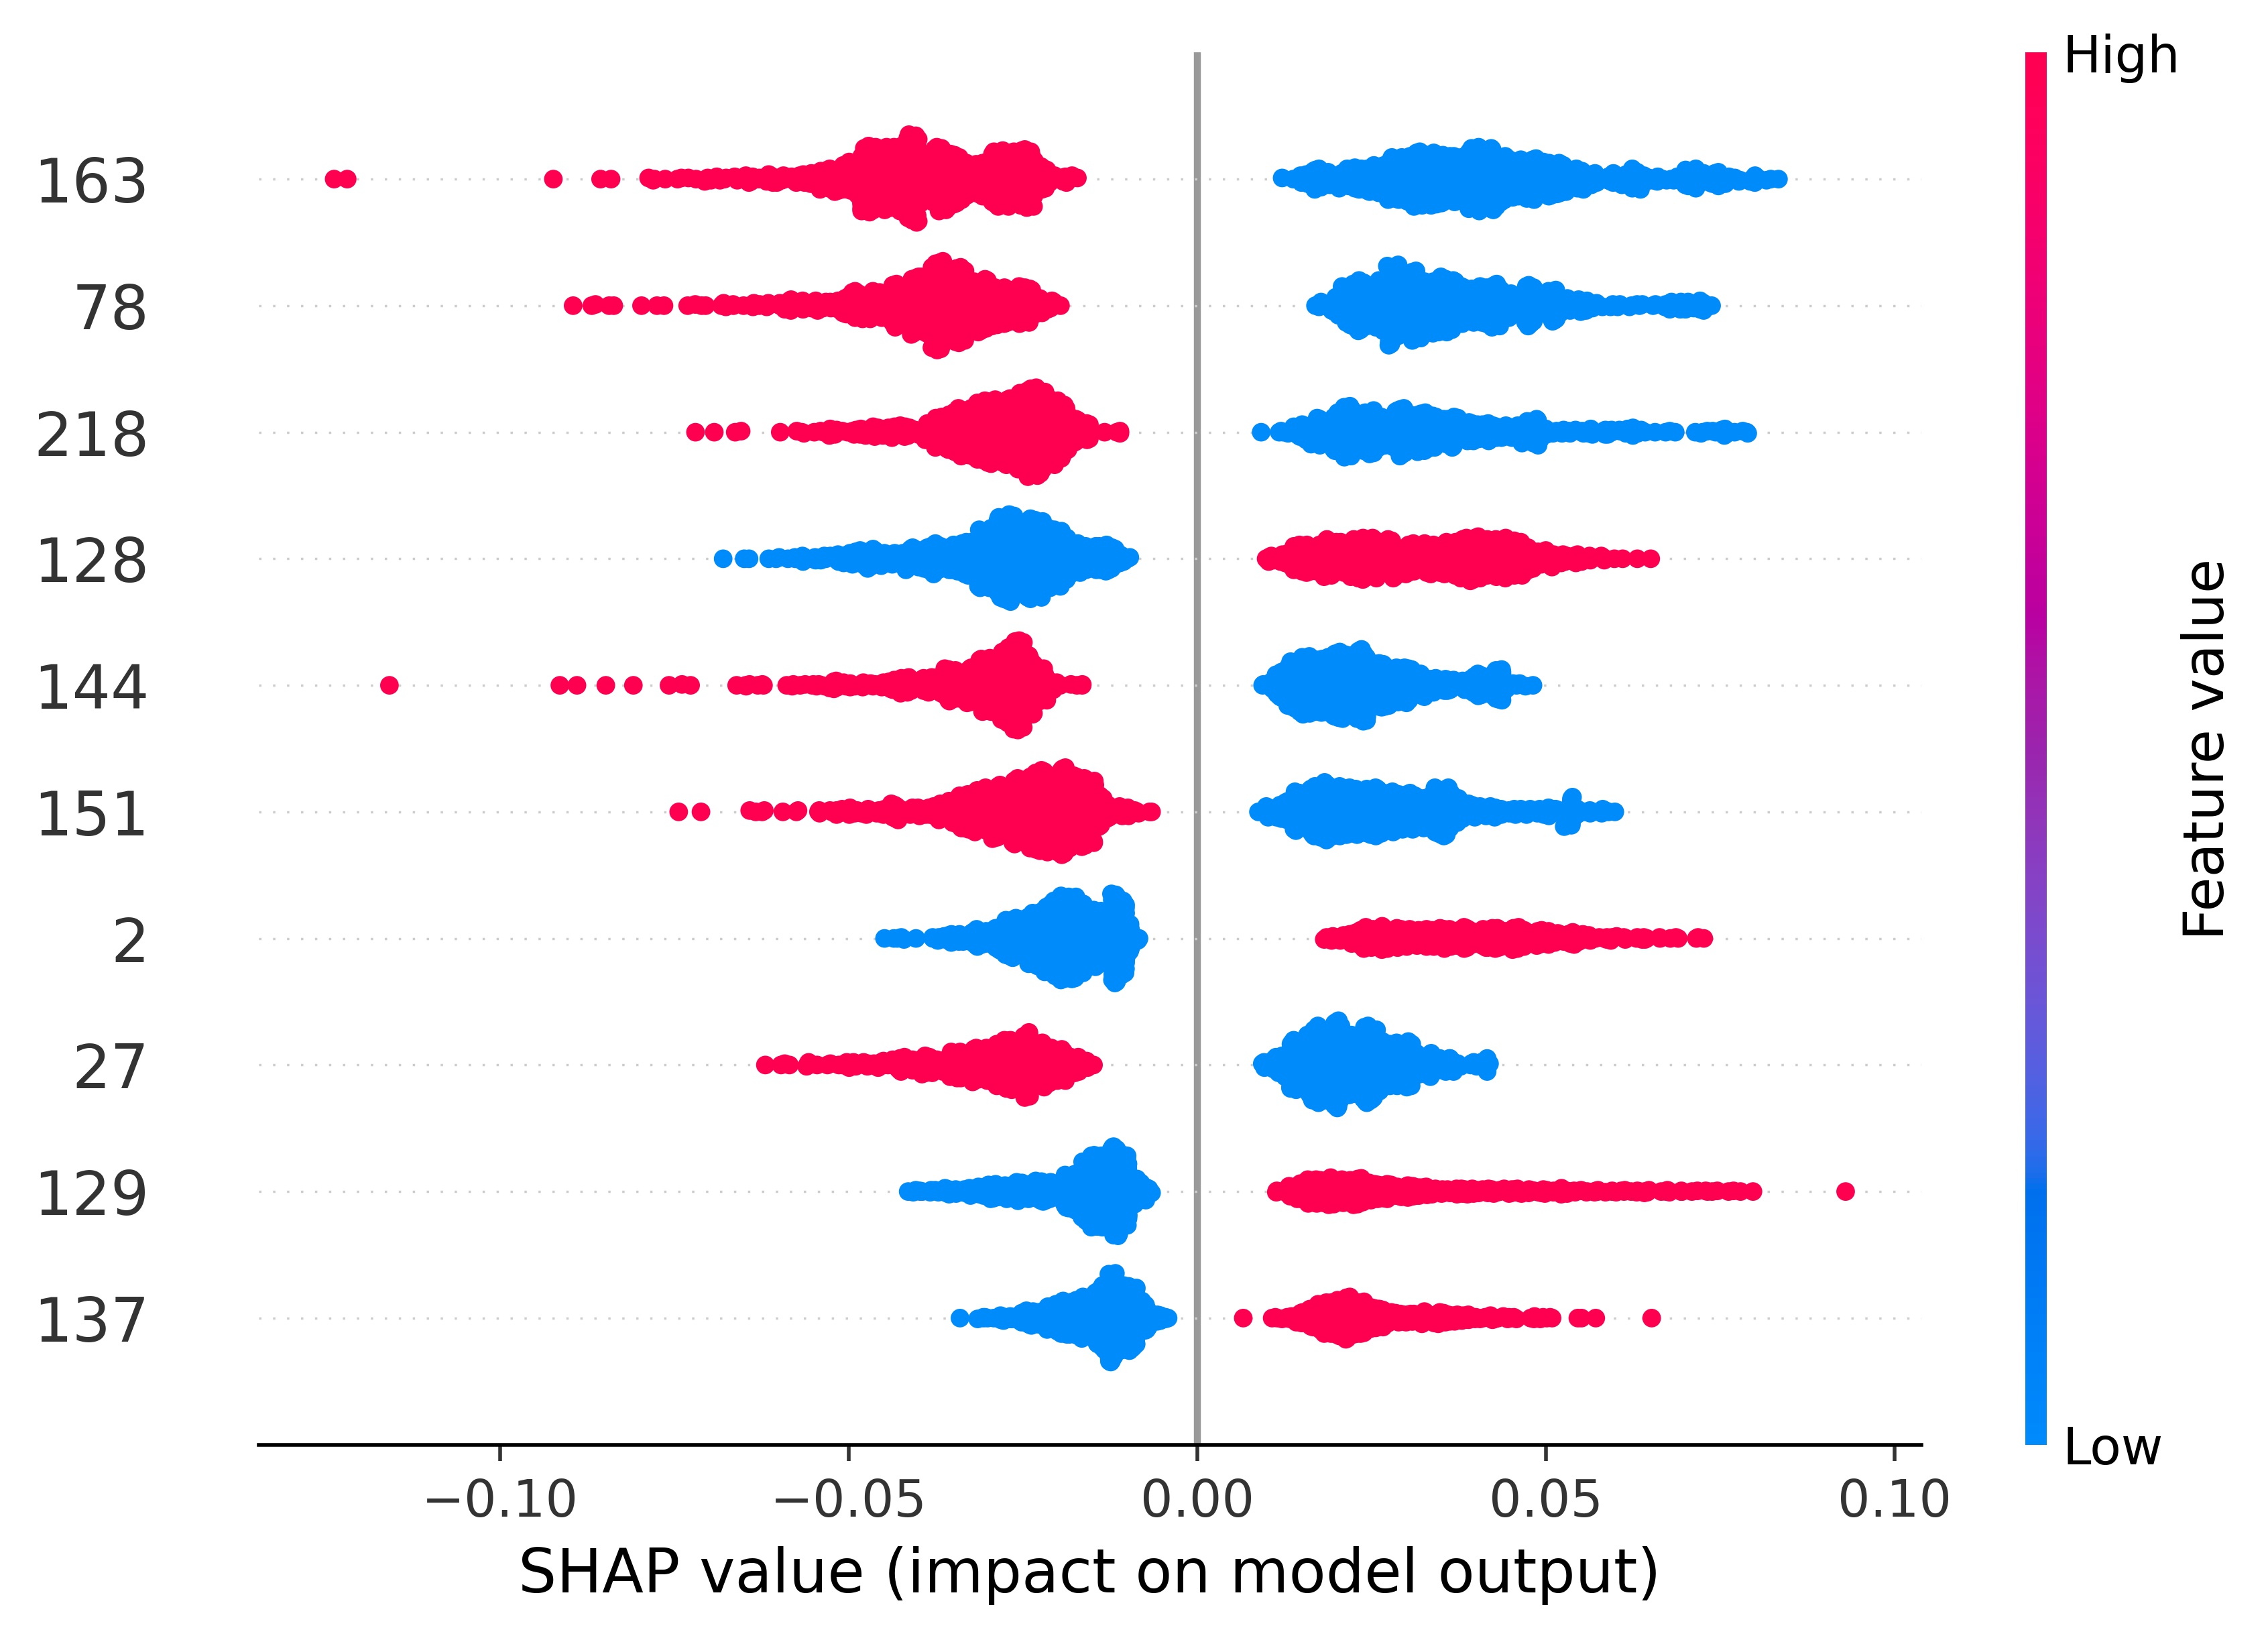 High
163
78
218
128
144
151
2
27
129
137
Low
Feature value
−0.10 −0.05 0.00 0.05 0.10
SHAP value (impact on model output)